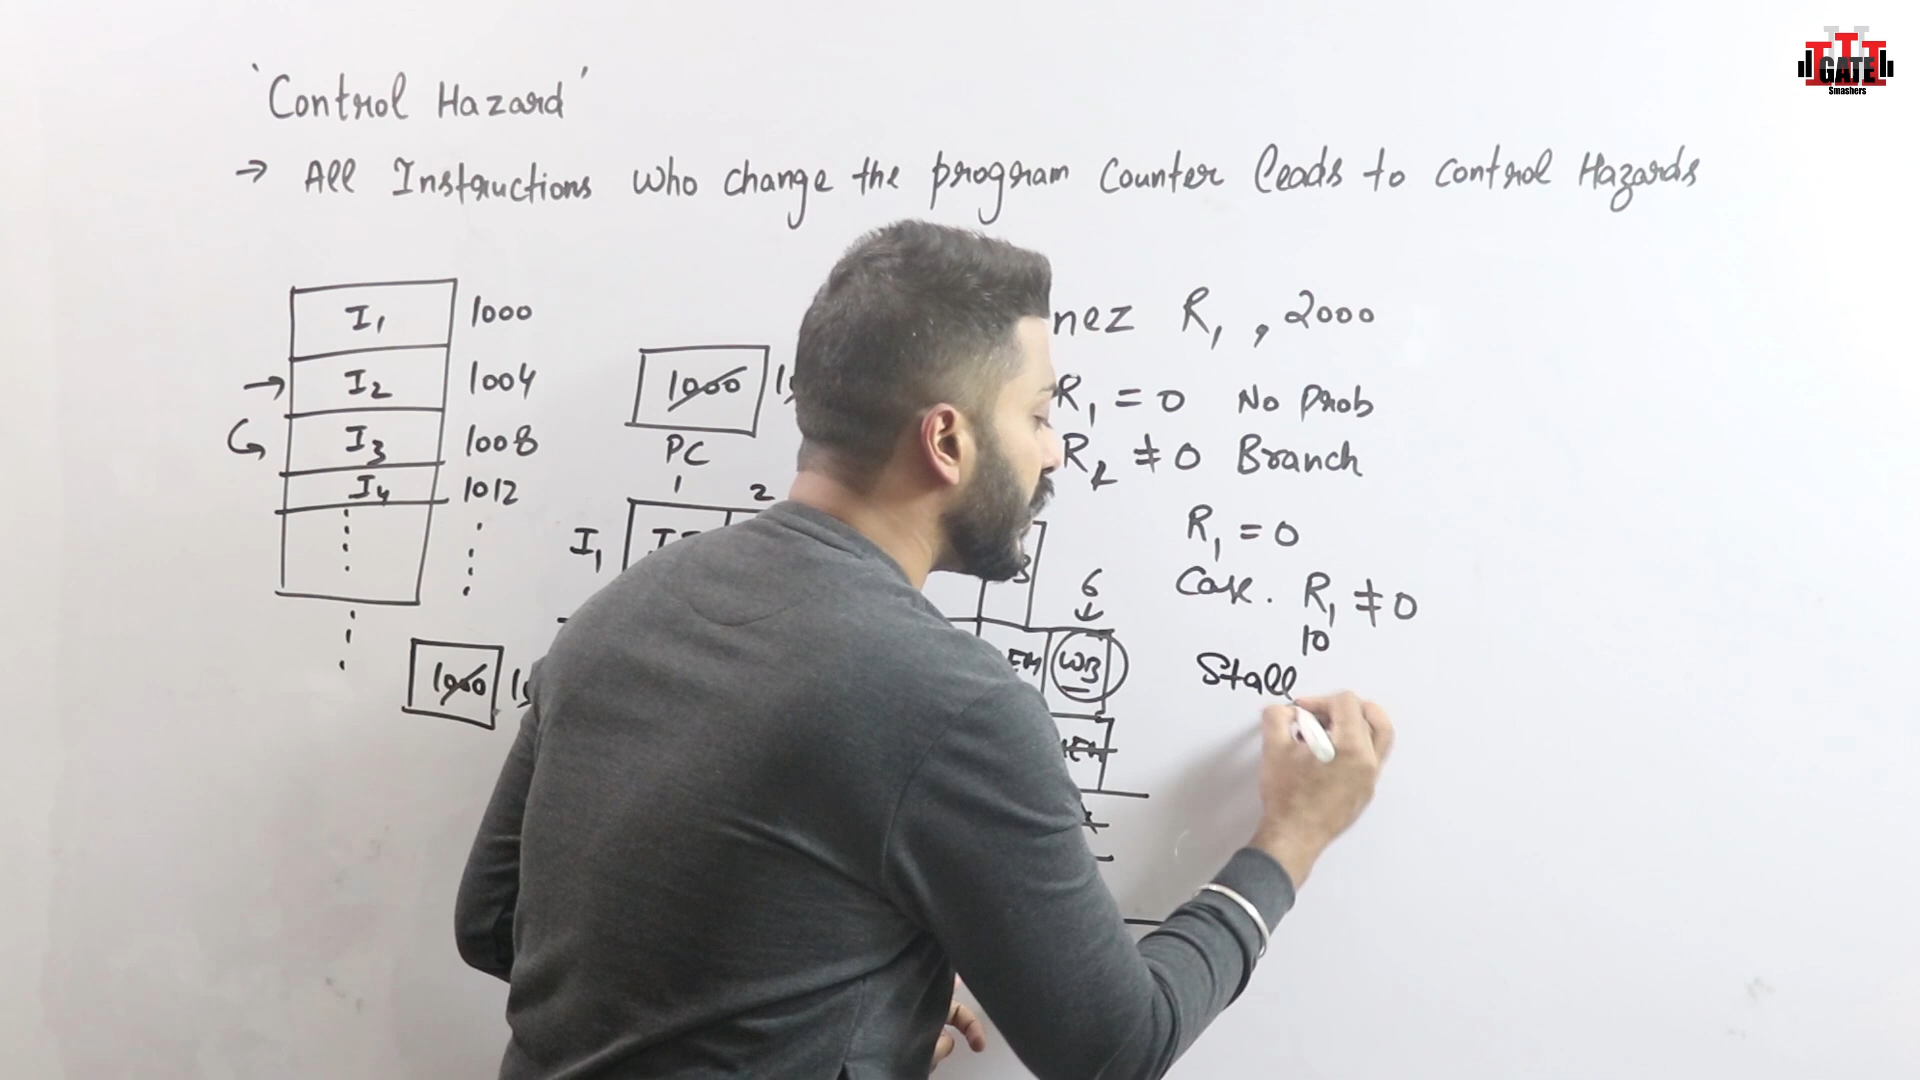 'Control Hazard'
→ All Instructions who change the program Counter leads to control Hazards
I1 1000
I2 1004
I3 1008
I4 1012
1000
PC
1 2
I1
1000
nez R1 , 2000
R1 = 0 No Prob
≠ 0 Branch
R1 = 0
Case. R1 ≠ 0
10
Stall
6
WB
GATE
Smashers